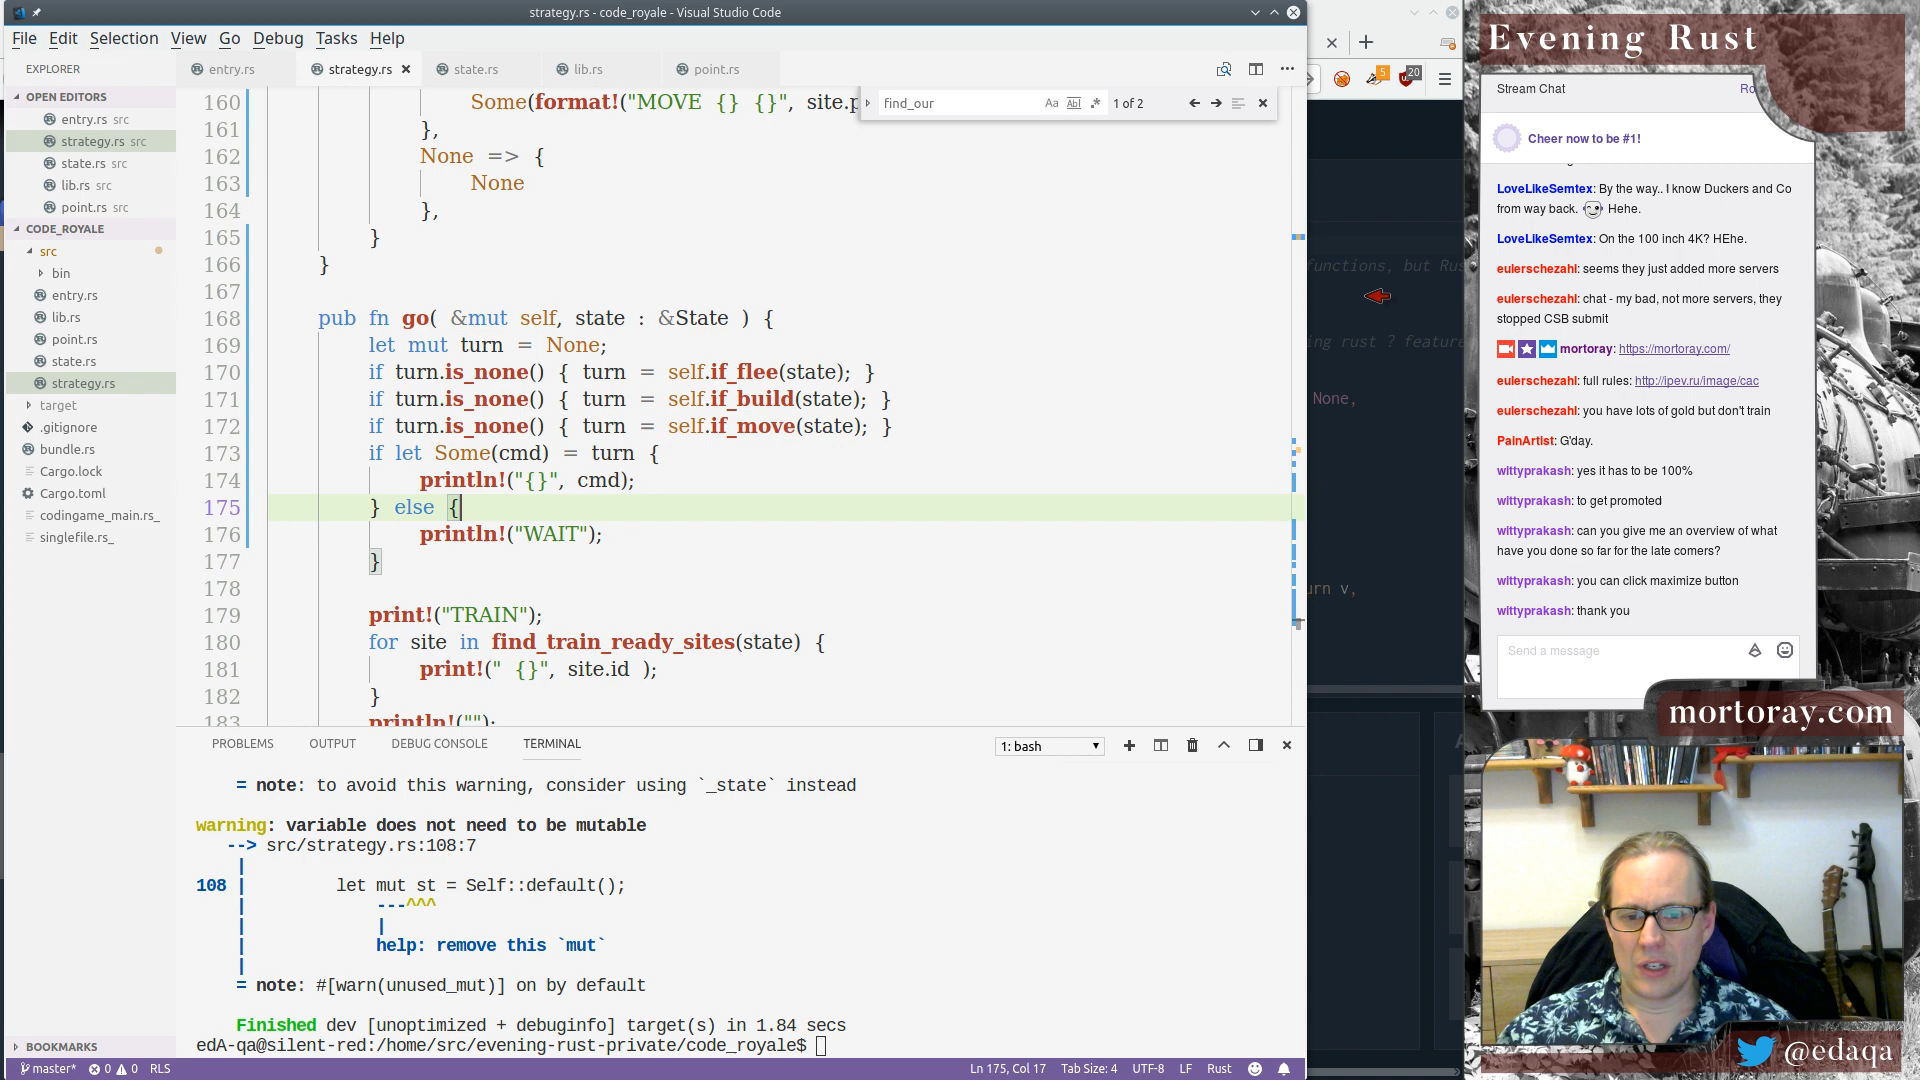 strategy.rs - code_royale - Visual Studio Code
File Edit Selection View Go Debug Tasks Help
EXPLORER
OPEN EDITORS
entry.rs src
strategy.rs src
state.rs src
lib.rs src
point.rs src
CODE_ROYALE
src
bin
entry.rs
lib.rs
point.rs
state.rs
strategy.rs
target
.gitignore
bundle.rs
Cargo.lock
Cargo.toml
codingame_main.rs_
singlefile.rs_
BOOKMARKS
entry.rs strategy.rs state.rs lib.rs point.rs
find_our Aa Abl .* 1 of 2
160 Some(format!("MOVE {} {}", site.p
161 },
162 None => {
163 None
164 },
165 }
166 }
167
168 pub fn go( &mut self, state : &State ) {
169 let mut turn = None;
170 if turn.is_none() { turn = self.if_flee(state); }
171 if turn.is_none() { turn = self.if_build(state); }
172 if turn.is_none() { turn = self.if_move(state); }
173 if let Some(cmd) = turn {
174 println!("{}", cmd);
175 } else {
176 println!("WAIT");
177 }
178
179 print!("TRAIN");
180 for site in find_train_ready_sites(state) {
181 print!(" {}", site.id );
182 }
183 println!("");
PROBLEMS OUTPUT DEBUG CONSOLE TERMINAL
1: bash
= note: to avoid this warning, consider using `_state` instead
warning: variable does not need to be mutable
--> src/strategy.rs:108:7
|
108 | let mut st = Self::default();
| ---^^^
| |
| help: remove this `mut`
|
= note: #[warn(unused_mut)] on by default
Finished dev [unoptimized + debuginfo] target(s) in 1.84 secs
edA-qa@silent-red:/home/src/evening-rust-private/code_royale$
master* 0 0 RLS
Ln 175, Col 17 Tab Size: 4 UTF-8 LF Rust
5 20
functions, but Rus
ng rust ? feature
None,
urn v,
Evening Rust
Stream Chat Ro
Cheer now to be #1!
LoveLikeSemtex: By the way.. I know Duckers and Co
from way back. Hehe.
LoveLikeSemtex: On the 100 inch 4K? HEhe.
eulerschezahl: seems they just added more servers
eulerschezahl: chat - my bad, not more servers, they
stopped CSB submit
mortoray: https://mortoray.com/
eulerschezahl: full rules: http://ipev.ru/image/cac
eulerschezahl: you have lots of gold but don't train
PainArtist: G'day.
wittyprakash: yes it has to be 100%
wittyprakash: to get promoted
wittyprakash: can you give me an overview of what
have you done so far for the late comers?
wittyprakash: you can click maximize button
wittyprakash: thank you
Send a message
mortoray.com
@edaqa